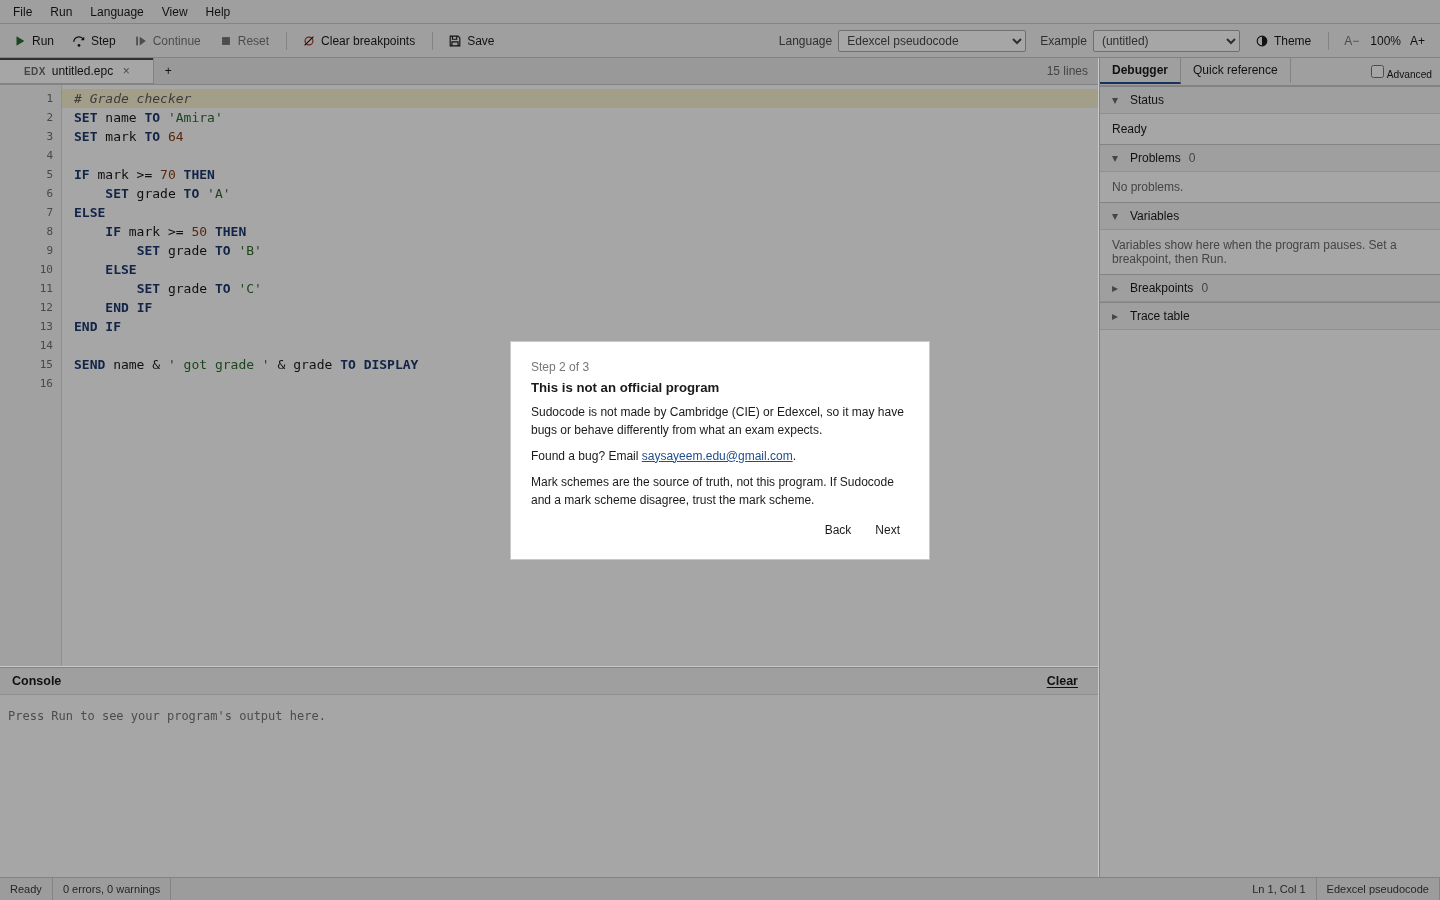 File Run Language View Help
Run Step Continue Reset Clear breakpoints Save Language Edexcel pseudocode Example (untitled) Theme A− 100% A+
EDX untitled.epc × + 15 lines
1 # Grade checker
2 SET name TO 'Amira'
3 SET mark TO 64
4
5 IF mark >= 70 THEN
6 SET grade TO 'A'
7 ELSE
8 IF mark >= 50 THEN
9 SET grade TO 'B'
10 ELSE
11 SET grade TO 'C'
12 END IF
13 END IF
14
15 SEND name & ' got grade ' & grade TO DISPLAY
16
Step 2 of 3
This is not an official program
Sudocode is not made by Cambridge (CIE) or Edexcel, so it may have
bugs or behave differently from what an exam expects.
Found a bug? Email saysayeem.edu@gmail.com.
Mark schemes are the source of truth, not this program. If Sudocode
and a mark scheme disagree, trust the mark scheme.
Back Next
Debugger Quick reference Advanced
Status
Ready
Problems 0
No problems.
Variables
Variables show here when the program pauses. Set a
breakpoint, then Run.
Breakpoints 0
Trace table
Console Clear
Press Run to see your program's output here.
Ready 0 errors, 0 warnings Ln 1, Col 1 Edexcel pseudocode